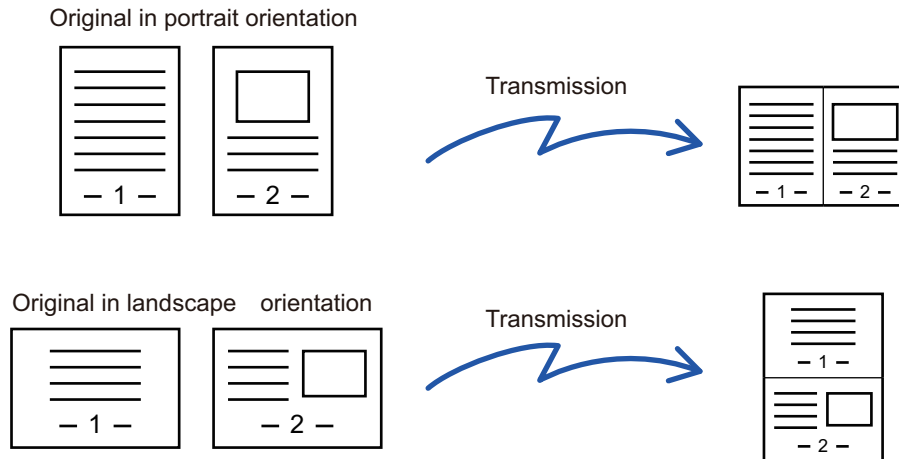 Original in portrait orientation
Transmission
– 1 –
– 2 –
– 1 –
– 2 –
Original in landscape orientation
Transmission
– 1 –
– 2 –
– 1 –
– 2 –